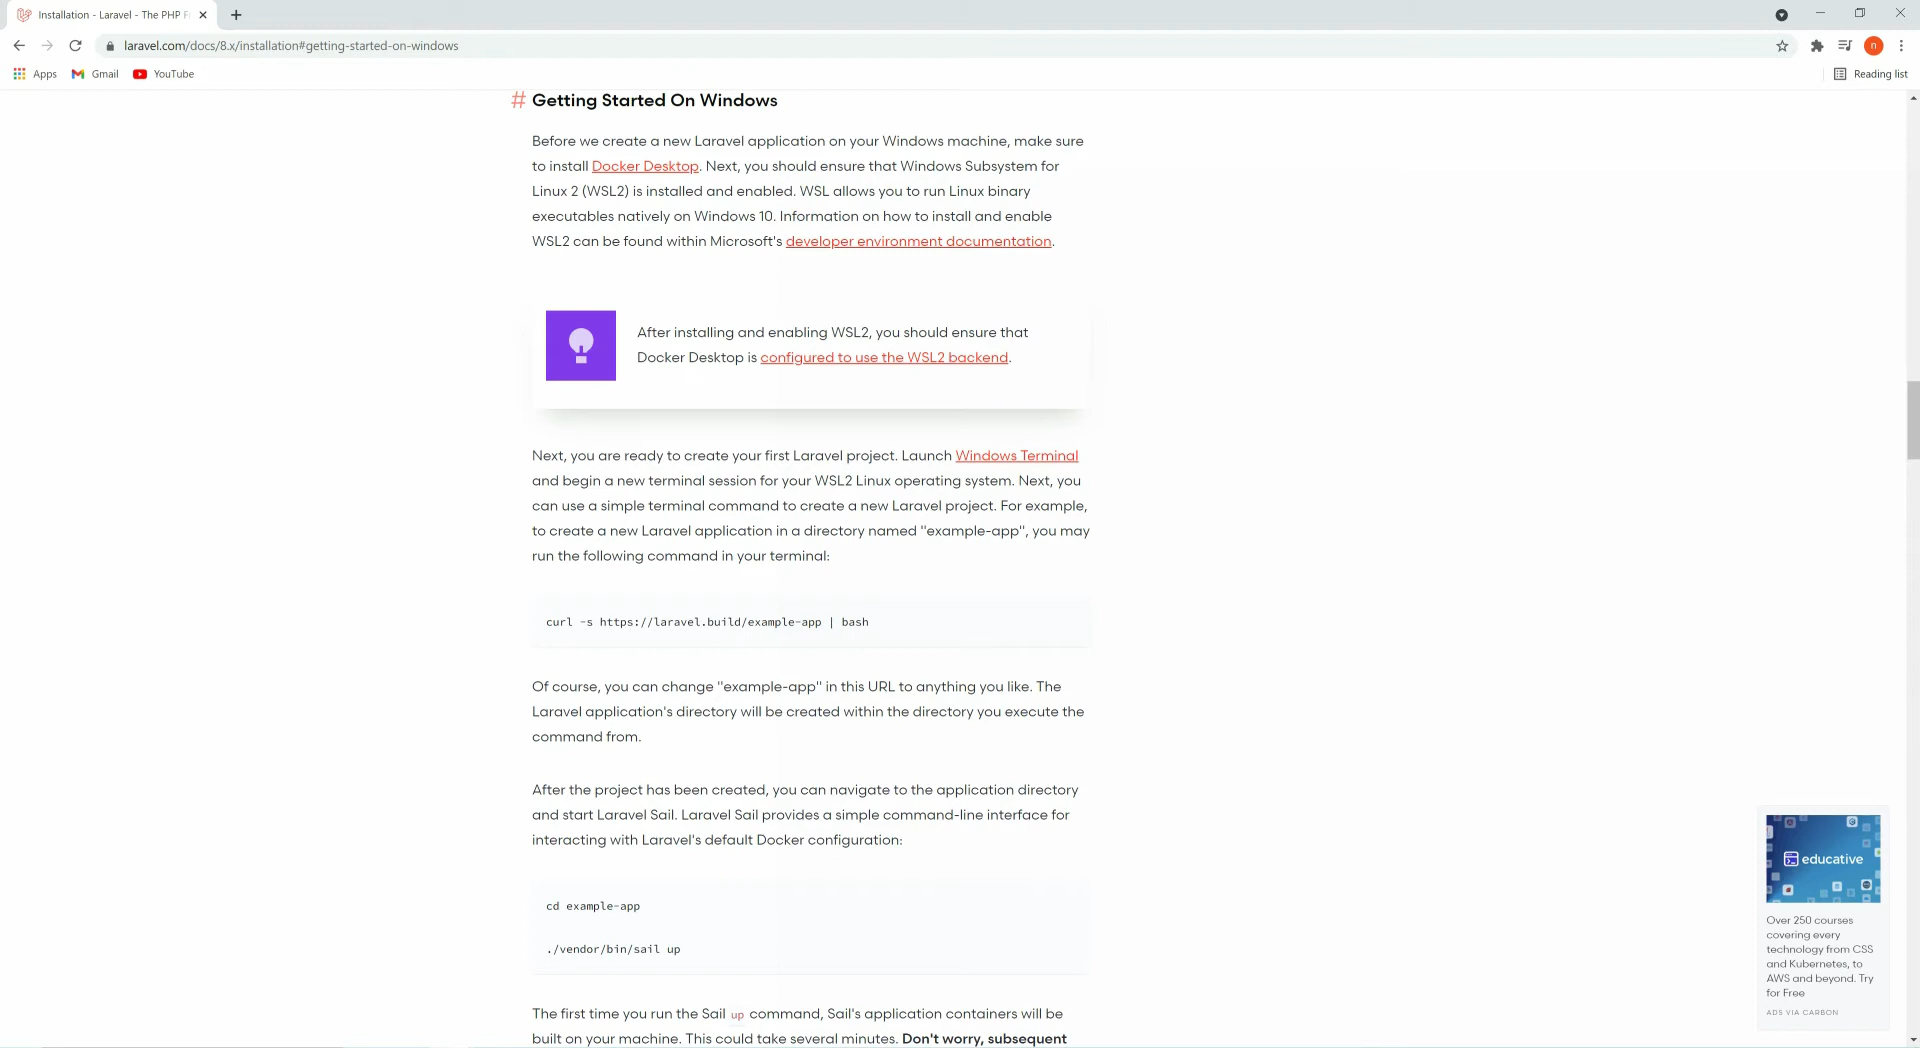 Installation - Laravel - The PHP Fr
laravel.com/docs/8.x/installation#getting-started-on-windows
n
Apps
Gmail
YouTube
Reading list
# Getting Started On Windows
Before we create a new Laravel application on your Windows machine, make sure
to install Docker Desktop. Next, you should ensure that Windows Subsystem for
Linux 2 (WSL2) is installed and enabled. WSL allows you to run Linux binary
executables natively on Windows 10. Information on how to install and enable
WSL2 can be found within Microsoft's developer environment documentation.
After installing and enabling WSL2, you should ensure that
Docker Desktop is configured to use the WSL2 backend.
Next, you are ready to create your first Laravel project. Launch Windows Terminal
and begin a new terminal session for your WSL2 Linux operating system. Next, you
can use a simple terminal command to create a new Laravel project. For example,
to create a new Laravel application in a directory named "example-app", you may
run the following command in your terminal:
curl -s https://laravel.build/example-app | bash
Of course, you can change "example-app" in this URL to anything you like. The
Laravel application's directory will be created within the directory you execute the
command from.
After the project has been created, you can navigate to the application directory
and start Laravel Sail. Laravel Sail provides a simple command-line interface for
interacting with Laravel's default Docker configuration:
cd example-app
./vendor/bin/sail up
The first time you run the Sail up command, Sail's application containers will be
built on your machine. This could take several minutes. Don't worry, subsequent
educative
Over 250 courses
covering every
technology from CSS
and Kubernetes, to
AWS and beyond. Try
for Free
ADS VIA CARBON